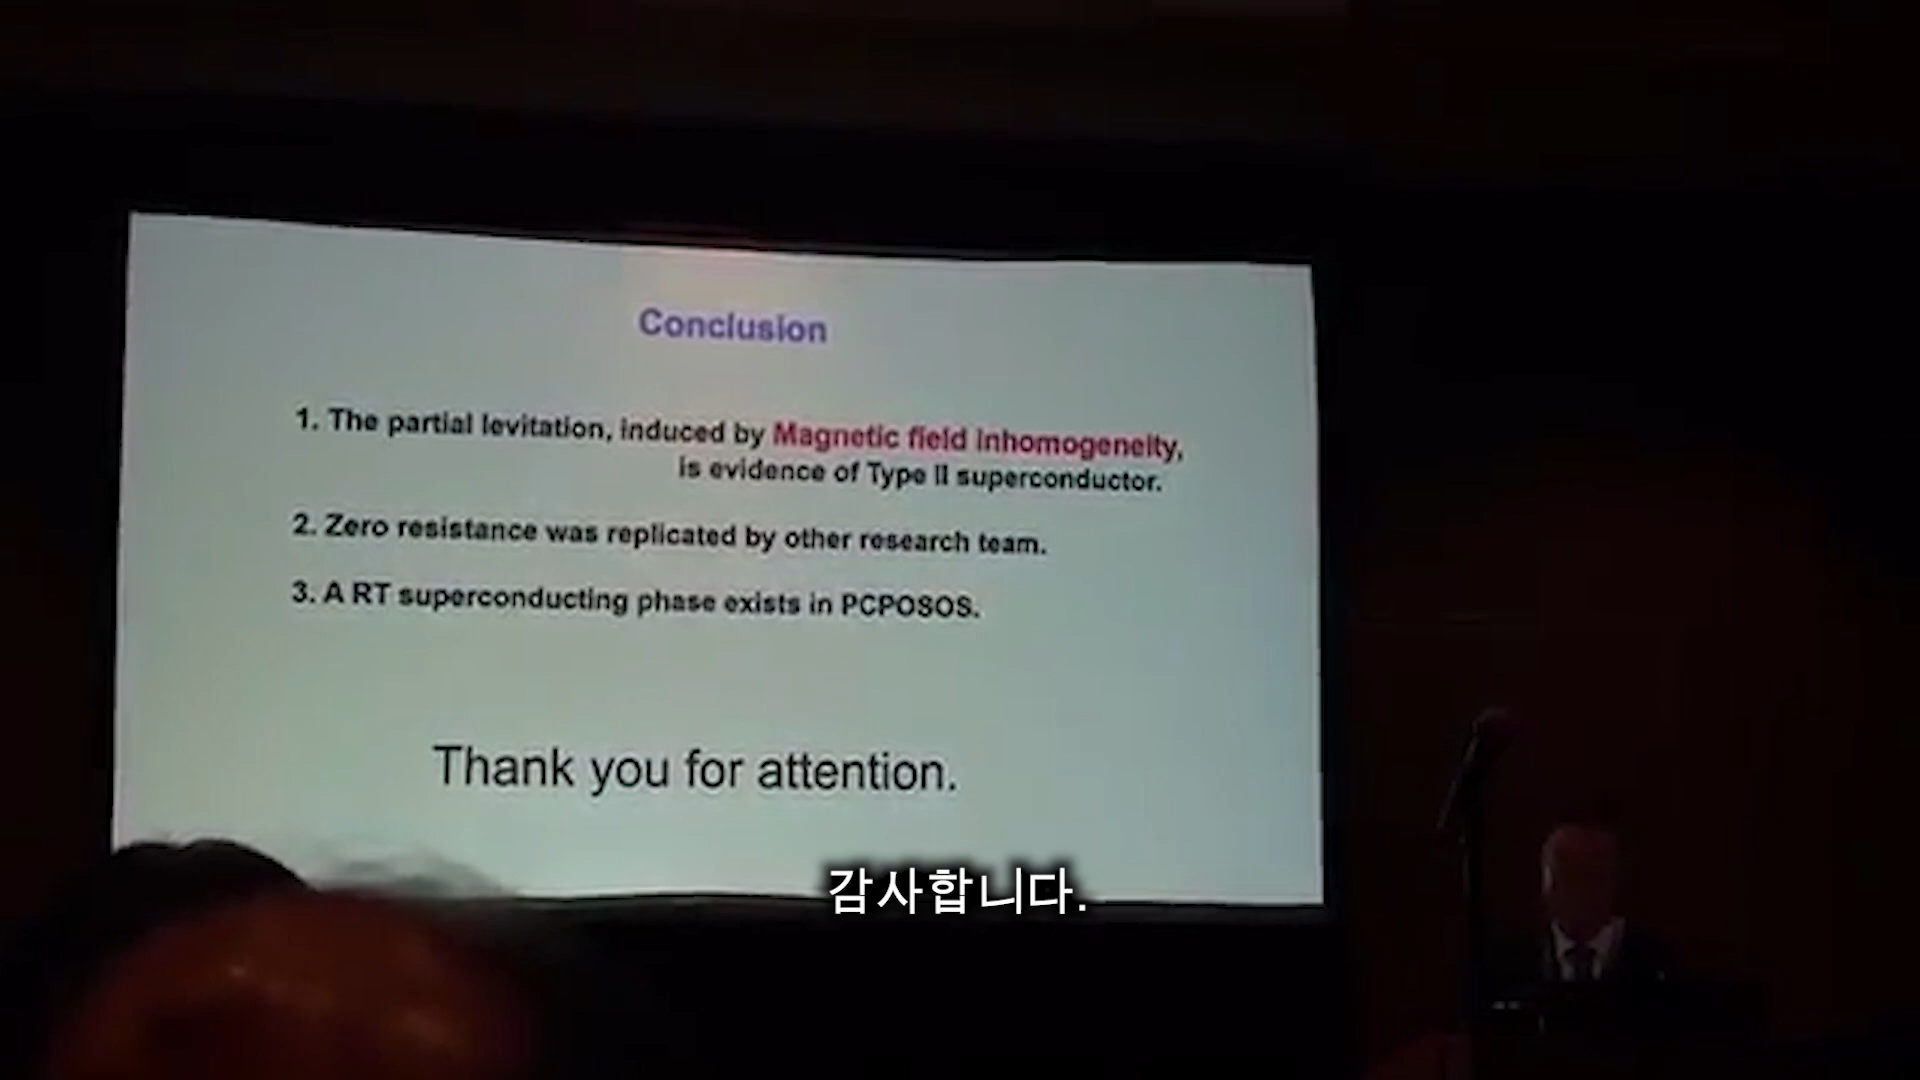 Conclusion
1. The partial levitation, induced by Magnetic field inhomogeneity,
is evidence of Type II superconductor.
2. Zero resistance was replicated by other research team.
3. A RT superconducting phase exists in PCPOSOS.
Thank you for attention.
감사합니다.